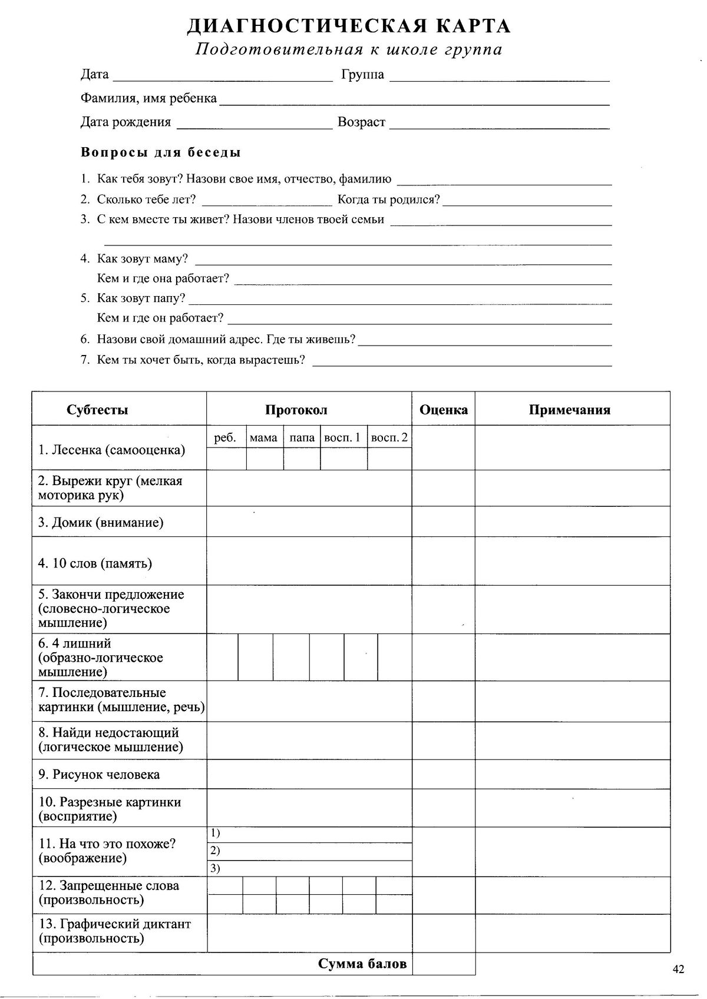 ДИАГНОСТИЧЕСКАЯ КАРТА
Подготовительная к школе группа
Дата Группа
Фамилия, имя ребенка
Дата рождения Возраст
Вопросы для беседы
1. Как тебя зовут? Назови свое имя, отчество, фамилию
2. Сколько тебе лет? Когда ты родился?
3. С кем вместе ты живет? Назови членов твоей семьи
4. Как зовут маму?
Кем и где она работает?
5. Как зовут папу?
Кем и где он работает?
6. Назови свой домашний адрес. Где ты живешь?
7. Кем ты хочет быть, когда вырастешь?
Субтесты Протокол Оценка Примечания
реб. мама папа восп. 1 восп. 2
1. Лесенка (самооценка)
2. Вырежи круг (мелкая
моторика рук)
3. Домик (внимание)
4. 10 слов (память)
5. Закончи предложение
(словесно-логическое
мышление)
6. 4 лишний
(образно-логическое
мышление)
7. Последовательные
картинки (мышление, речь)
8. Найди недостающий
(логическое мышление)
9. Рисунок человека
10. Разрезные картинки
(восприятие)
11. На что это похоже?
(воображение)
1)
2)
3)
12. Запрещенные слова
(произвольность)
13. Графический диктант
(произвольность)
Сумма балов
42